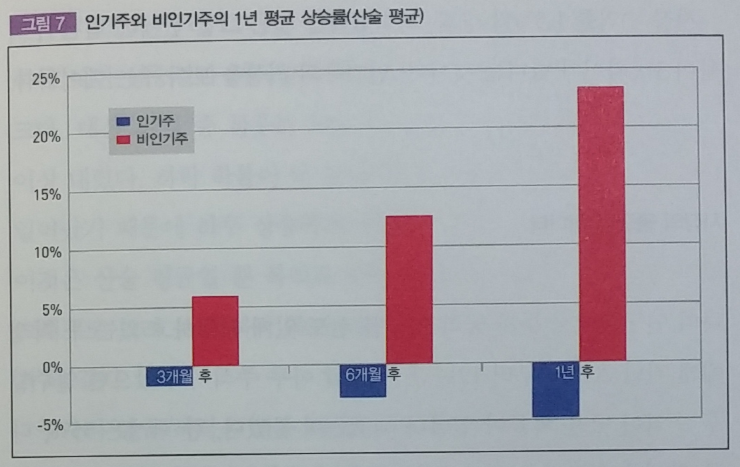 그림 7 인기주와 비인기주의 1년 평균 상승률(산술 평균)
25%
인기주
비인기주
20%
15%
10%
5%
0%
3개월 후 6개월 후 1년 후
-5%